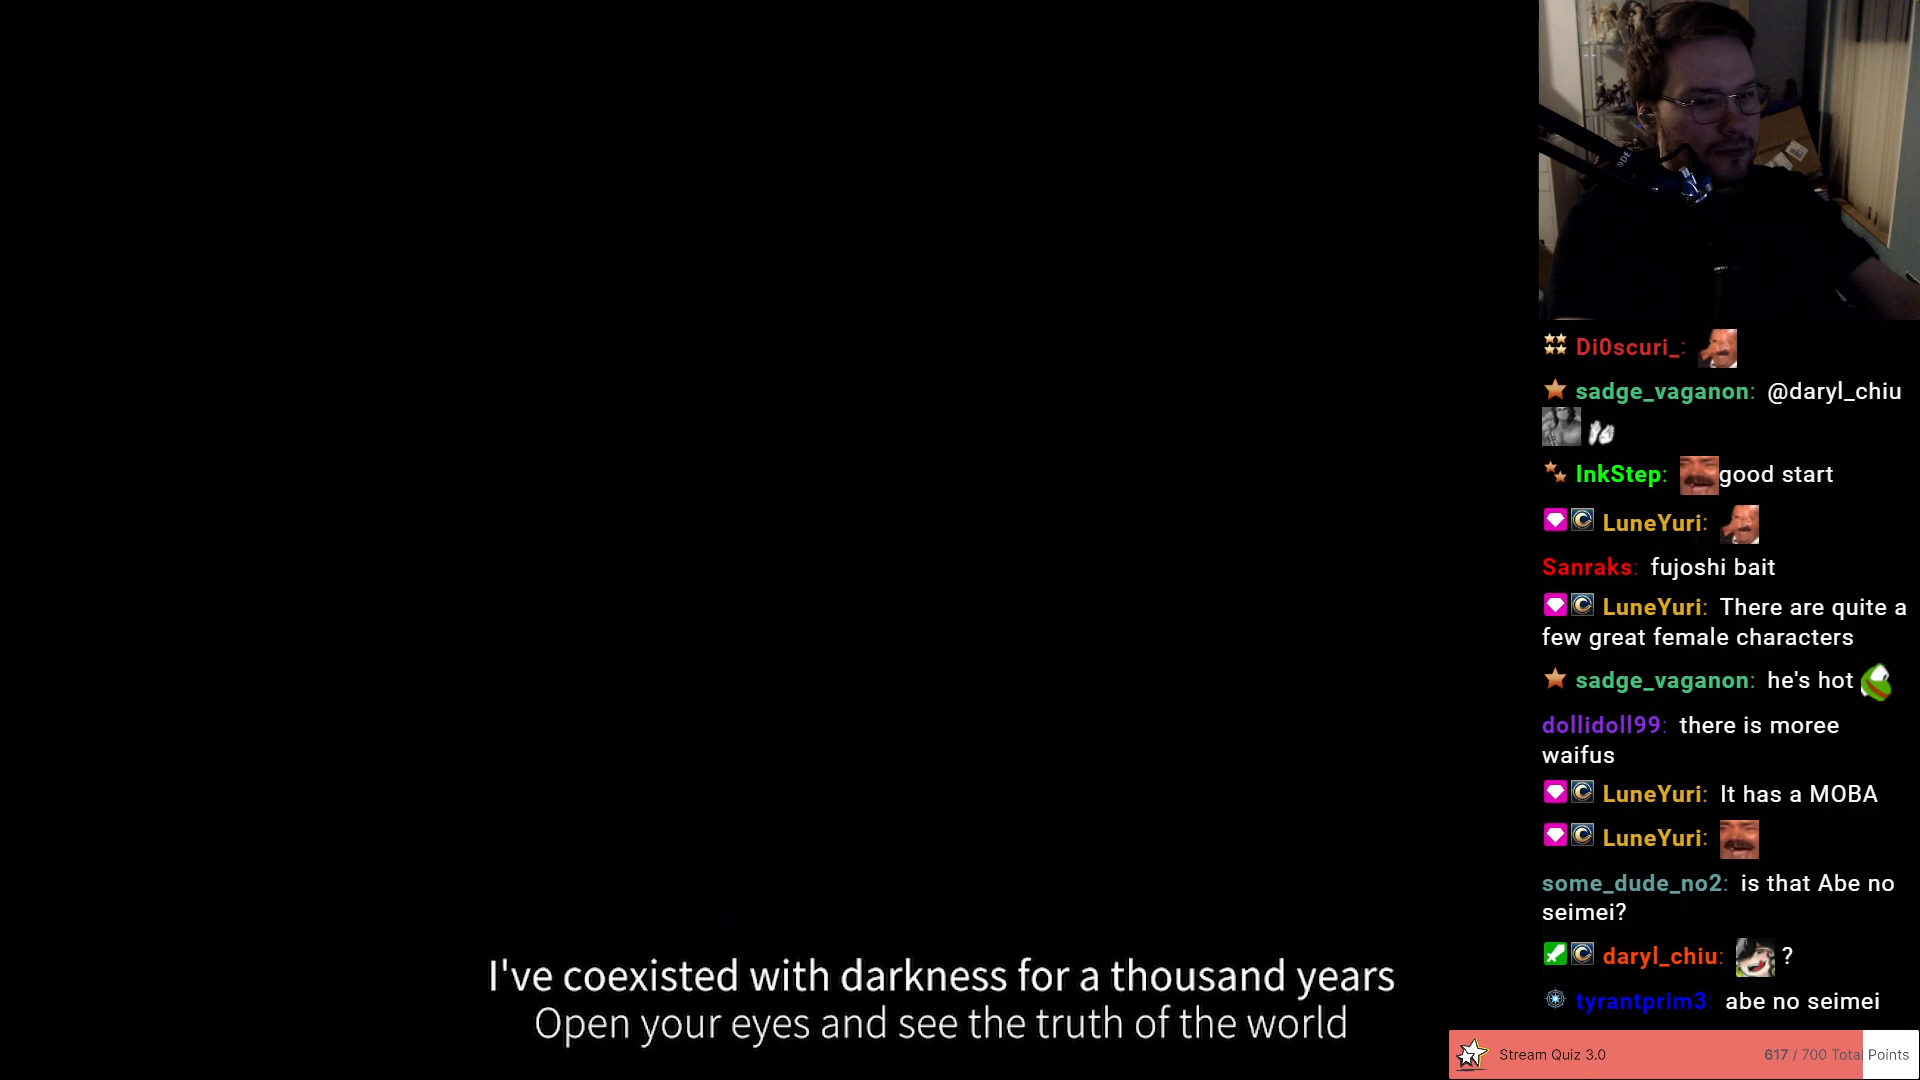 Di0scuri_:
sadge_vaganon: @daryl_chiu
InkStep: good start
LuneYuri:
Sanraks: fujoshi bait
LuneYuri: There are quite a
few great female characters
sadge_vaganon: he's hot
dollidoll99: there is moree
waifus
LuneYuri: It has a MOBA
LuneYuri:
some_dude_no2: is that Abe no
seimei?
daryl_chiu: ?
tyrantprim3: abe no seimei
I've coexisted with darkness for a thousand years
Open your eyes and see the truth of the world
Stream Quiz 3.0 617 / 700 Total Points